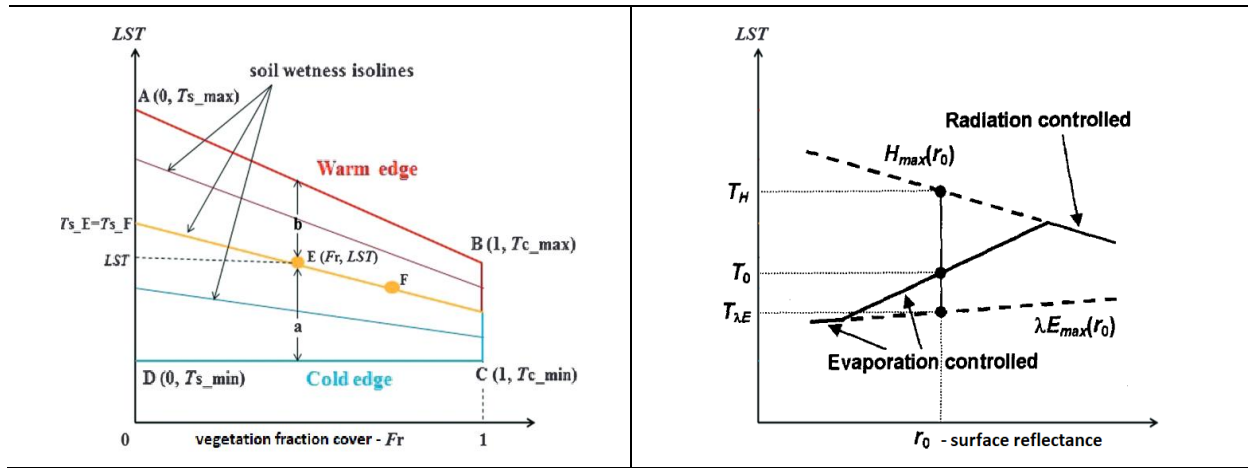 LST
soil wetness isolines
A (0, Ts_max)
Warm edge
b
Ts_E=Ts_F
B (1, Tc_max)
LST
E (Fr, LST)
F
a
D (0, Ts_min)
Cold edge
C (1, Tc_min)
0
vegetation fraction cover - Fr
1
LST
Radiation controlled
Hmax(r0)
TH
T0
TλE
λEmax(r0)
Evaporation controlled
r0 - surface reflectance